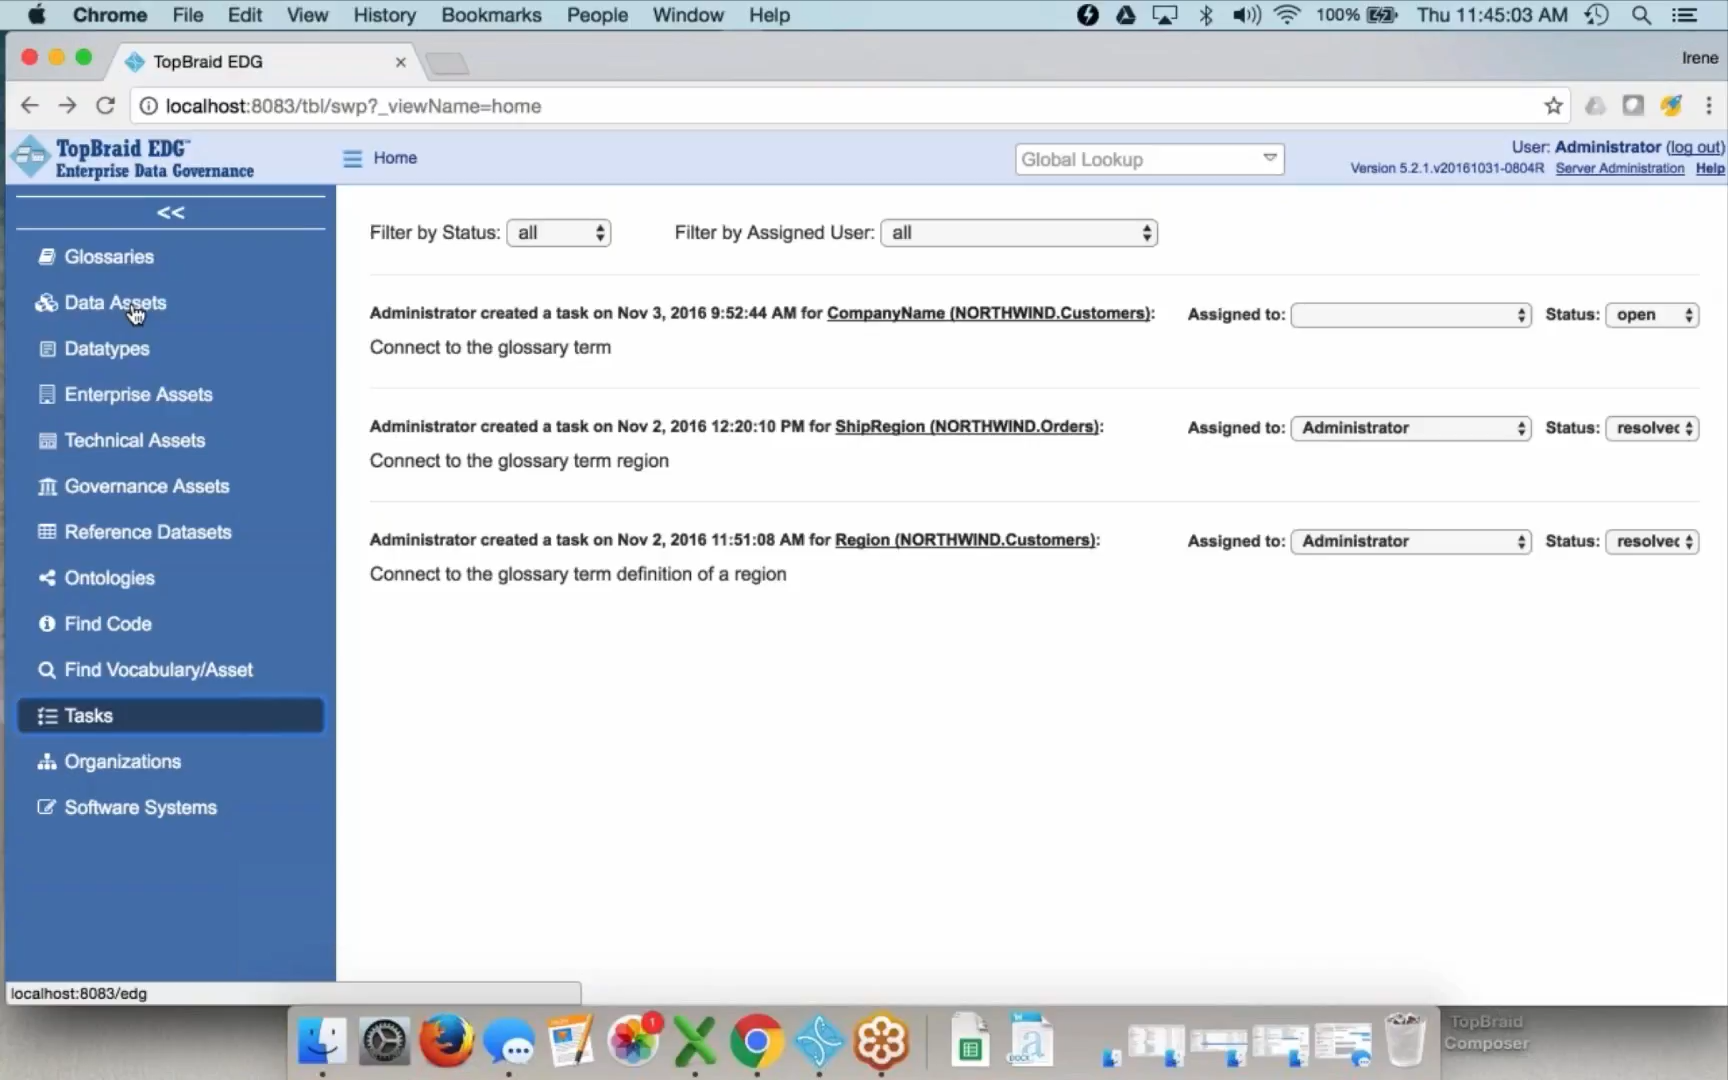 Chrome File Edit View History Bookmarks People Window Help 100% Thu 11:45:03 AM
TopBraid EDG Irene
localhost:8083/tbl/swp?_viewName=home
TopBraid EDG™
Enterprise Data Governance
Home
Global Lookup
User: Administrator (log out)
Version 5.2.1.v20161031-0804R Server Administration Help
<<
Glossaries
Data Assets
Datatypes
Enterprise Assets
Technical Assets
Governance Assets
Reference Datasets
Ontologies
Find Code
Find Vocabulary/Asset
Tasks
Organizations
Software Systems
Filter by Status: all Filter by Assigned User: all
Administrator created a task on Nov 3, 2016 9:52:44 AM for CompanyName (NORTHWIND.Customers): Assigned to: Status: open
Connect to the glossary term
Administrator created a task on Nov 2, 2016 12:20:10 PM for ShipRegion (NORTHWIND.Orders): Assigned to: Administrator Status: resolved
Connect to the glossary term region
Administrator created a task on Nov 2, 2016 11:51:08 AM for Region (NORTHWIND.Customers): Assigned to: Administrator Status: resolved
Connect to the glossary term definition of a region
localhost:8083/edg
1
DOCX
TopBraid
Composer